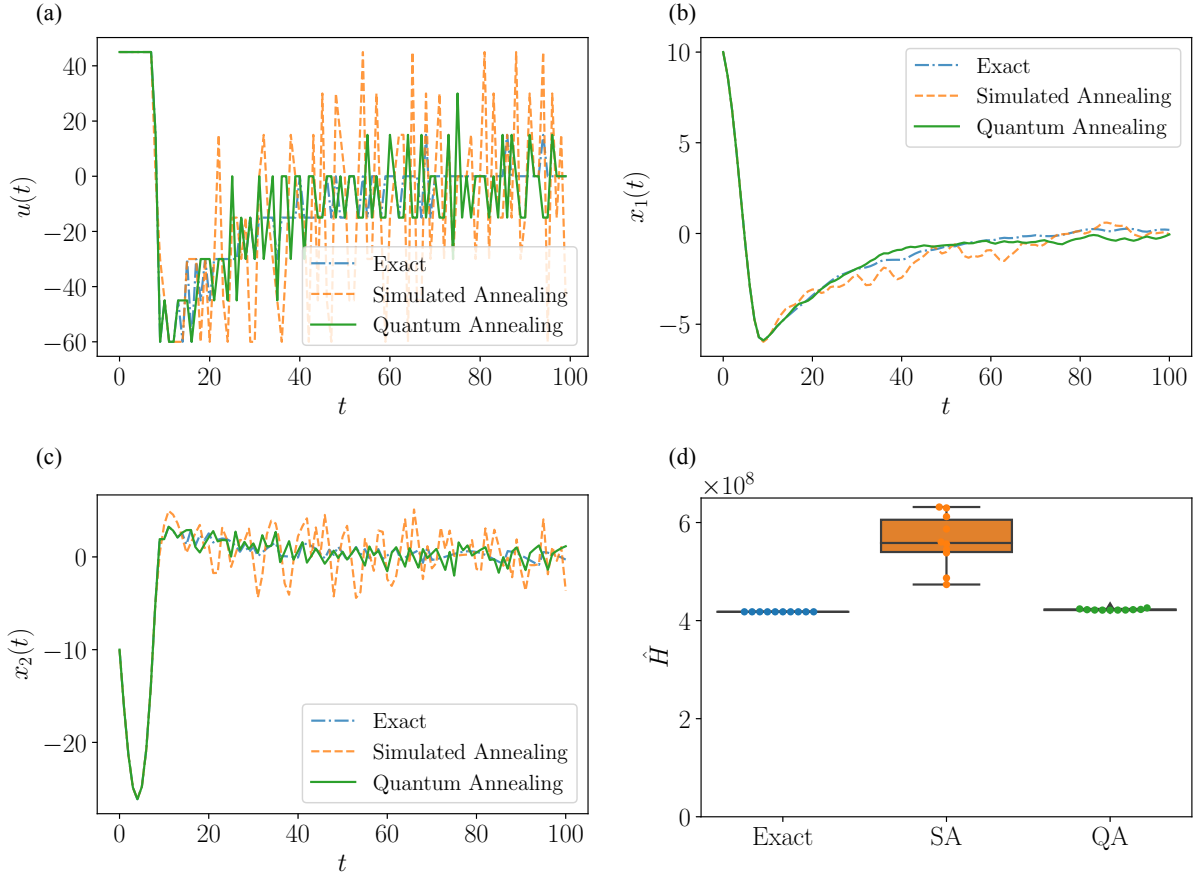 (a)
40
20
0
−20
−40
−60
u(t)
Exact
Simulated Annealing
Quantum Annealing
0 20 40 60 80 100
t
(b)
10
5
0
−5
x₁(t)
Exact
Simulated Annealing
Quantum Annealing
0 20 40 60 80 100
t
(c)
0
−10
−20
x₂(t)
Exact
Simulated Annealing
Quantum Annealing
0 20 40 60 80 100
t
(d)
×10⁸
6
4
2
0
Ĥ
Exact SA QA